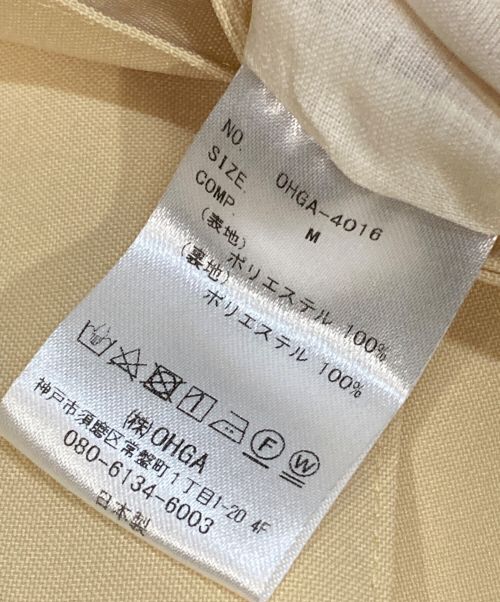 NO. OHGA-4016
SIZE. M
COMP.
(表地)
ポリエステル 100%
(裏地)
ポリエステル 100%
F W
(株)OHGA
神戸市須磨区常盤町1丁目1-20 4F
080-6134-6003
日本製